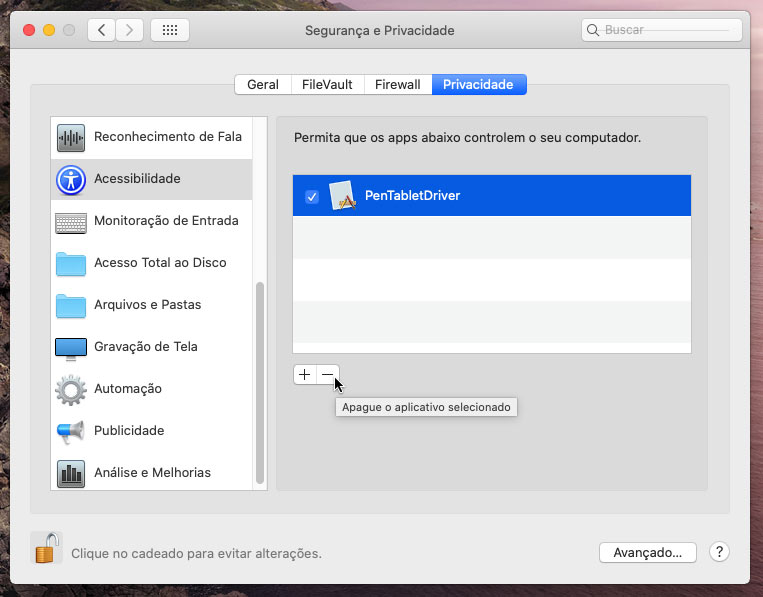 Segurança e Privacidade
Buscar
Geral
FileVault
Firewall
Privacidade
Reconhecimento de Fala
Acessibilidade
Monitoração de Entrada
Acesso Total ao Disco
Arquivos e Pastas
Gravação de Tela
Automação
Publicidade
Análise e Melhorias
Permita que os apps abaixo controlem o seu computador.
PenTabletDriver
Apague o aplicativo selecionado
Clique no cadeado para evitar alterações.
Avançado...
?